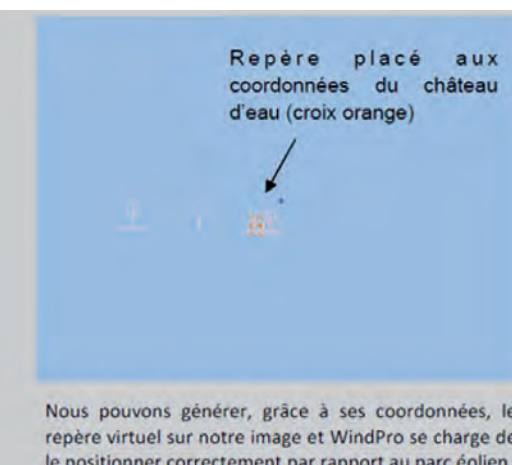 Repère placé aux
coordonnées du château
d'eau (croix orange)
Nous pouvons générer, grâce à ses coordonnées, le
repère virtuel sur notre image et WindPro se charge de
le positionner correctement par rapport au parc éolien